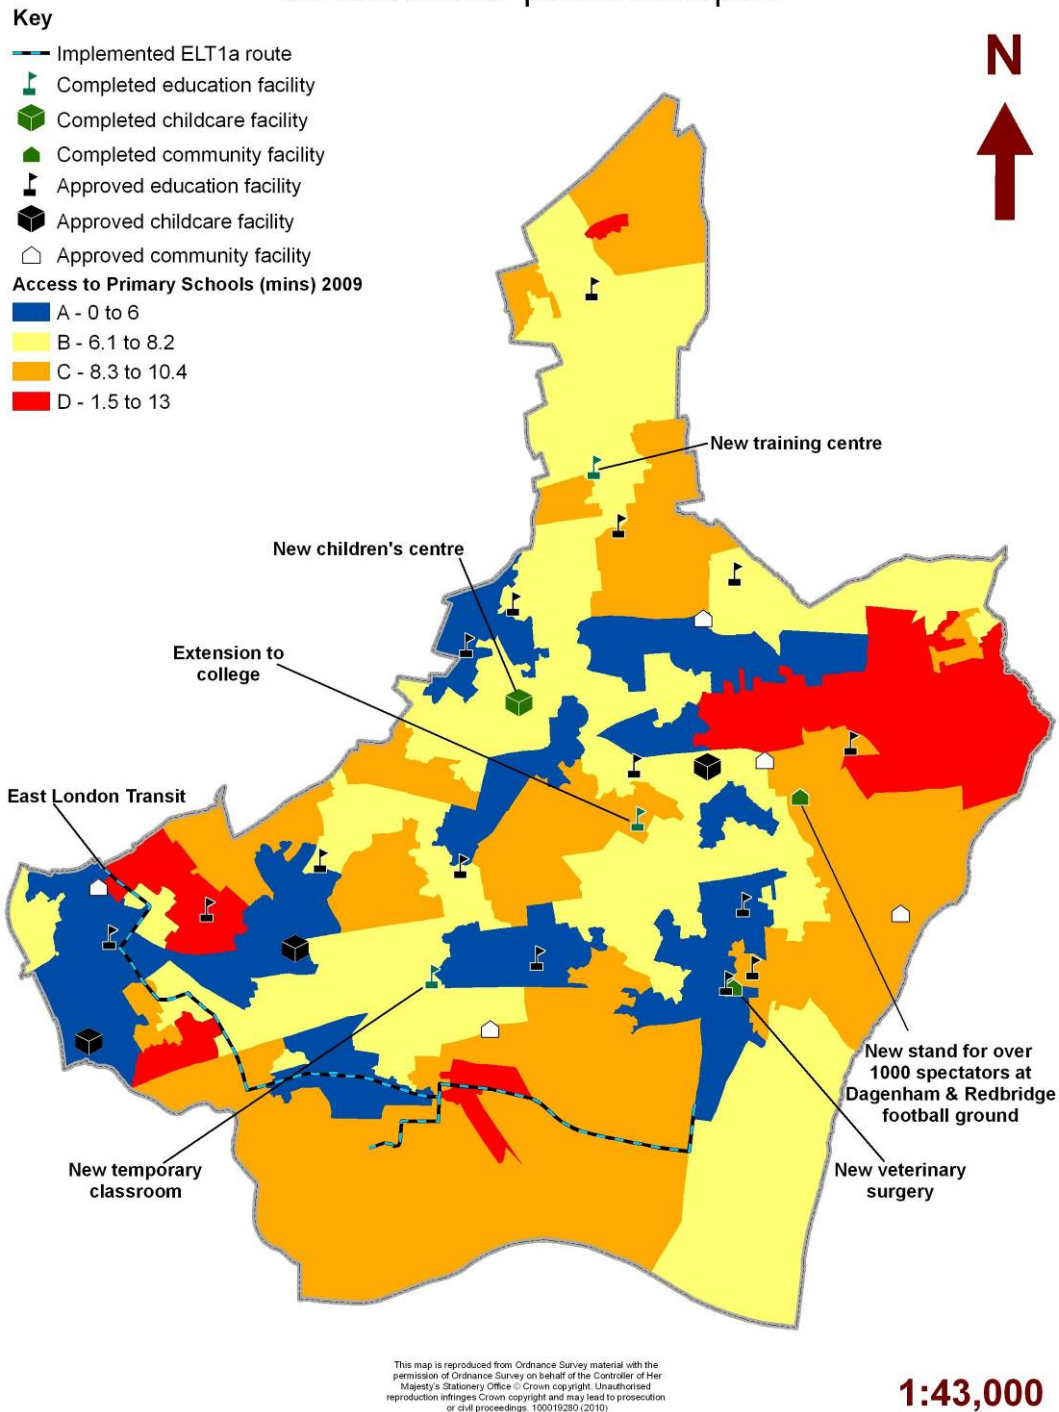 Key
Implemented ELT1a route
Completed education facility
Completed childcare facility
Completed community facility
Approved education facility
Approved childcare facility
Approved community facility
Access to Primary Schools (mins) 2009
A - 0 to 6
B - 6.1 to 8.2
C - 8.3 to 10.4
D - 1.5 to 13
N
New training centre
New children's centre
Extension to
college
East London Transit
New temporary
classroom
New stand for over
1000 spectators at
Dagenham & Redbridge
football ground
New veterinary
surgery
This map is reproduced from Ordnance Survey material with the
permission of Ordnance Survey on behalf of the Controller of Her
Majesty's Stationery Office © Crown copyright. Unauthorised
reproduction infringes Crown copyright and may lead to prosecution
or civil proceedings. 100019280 (2010)
1:43,000